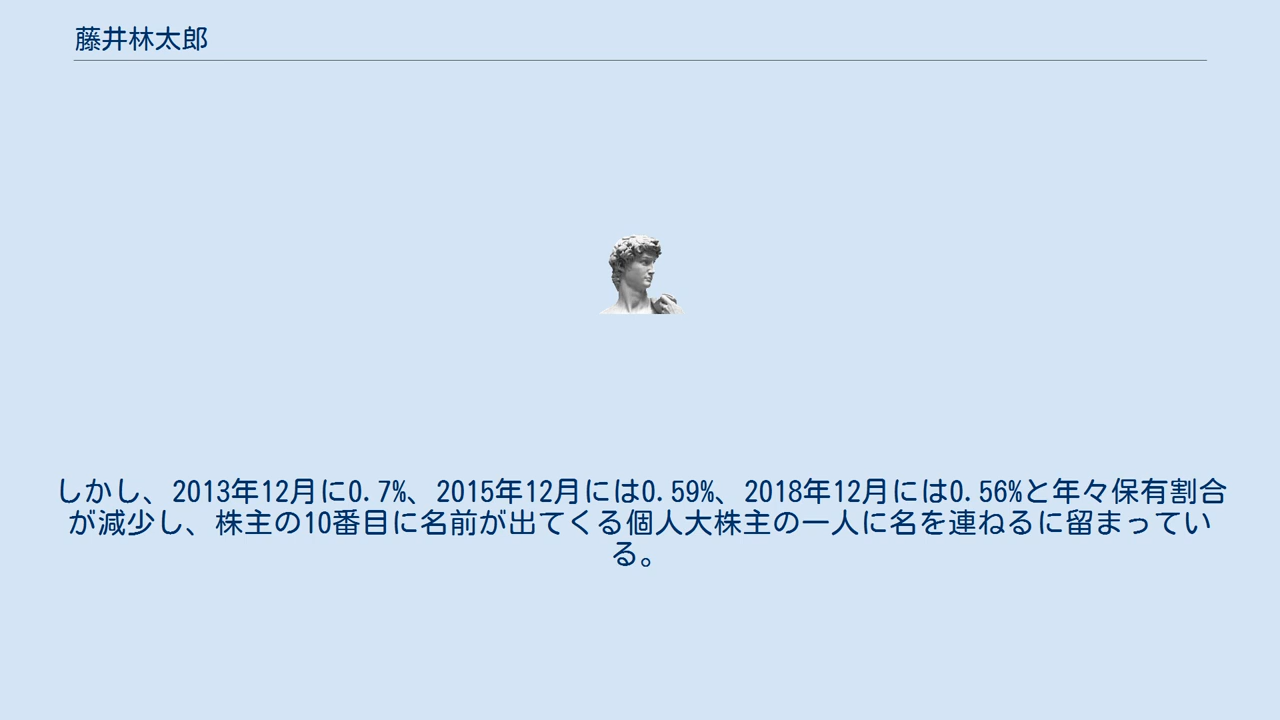 藤井林太郎
しかし、2013年12月に0.7%、2015年12月には0.59%、2018年12月には0.56%と年々保有割合
が減少し、株主の10番目に名前が出てくる個人大株主の一人に名を連ねるに留まってい
る。